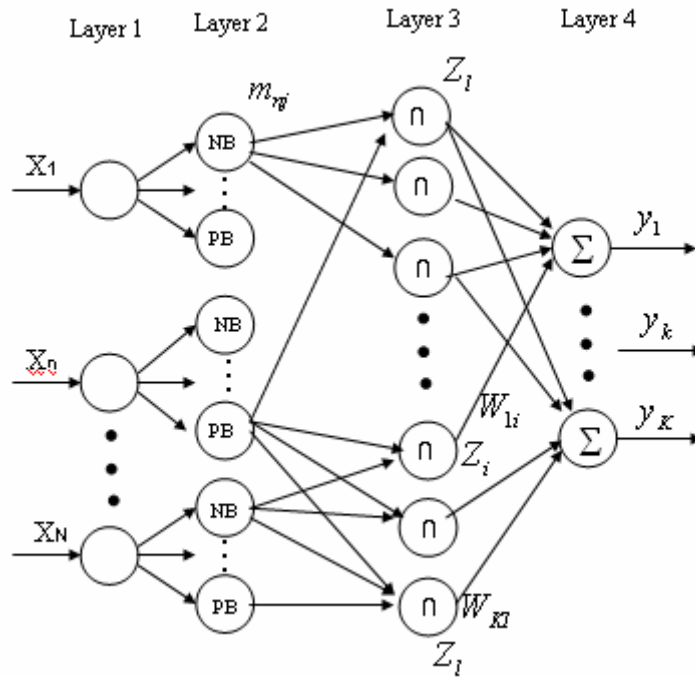 Layer 1 Layer 2 Layer 3 Layer 4
Z_l
m_nj
NB ∩
X1 ∩
PB y_1
∩ Σ
NB
Xn y_k
W_1i
PB ∩ Σ y_K
Z_i
NB ∩
XN
PB ∩ W_Kl
Z_l